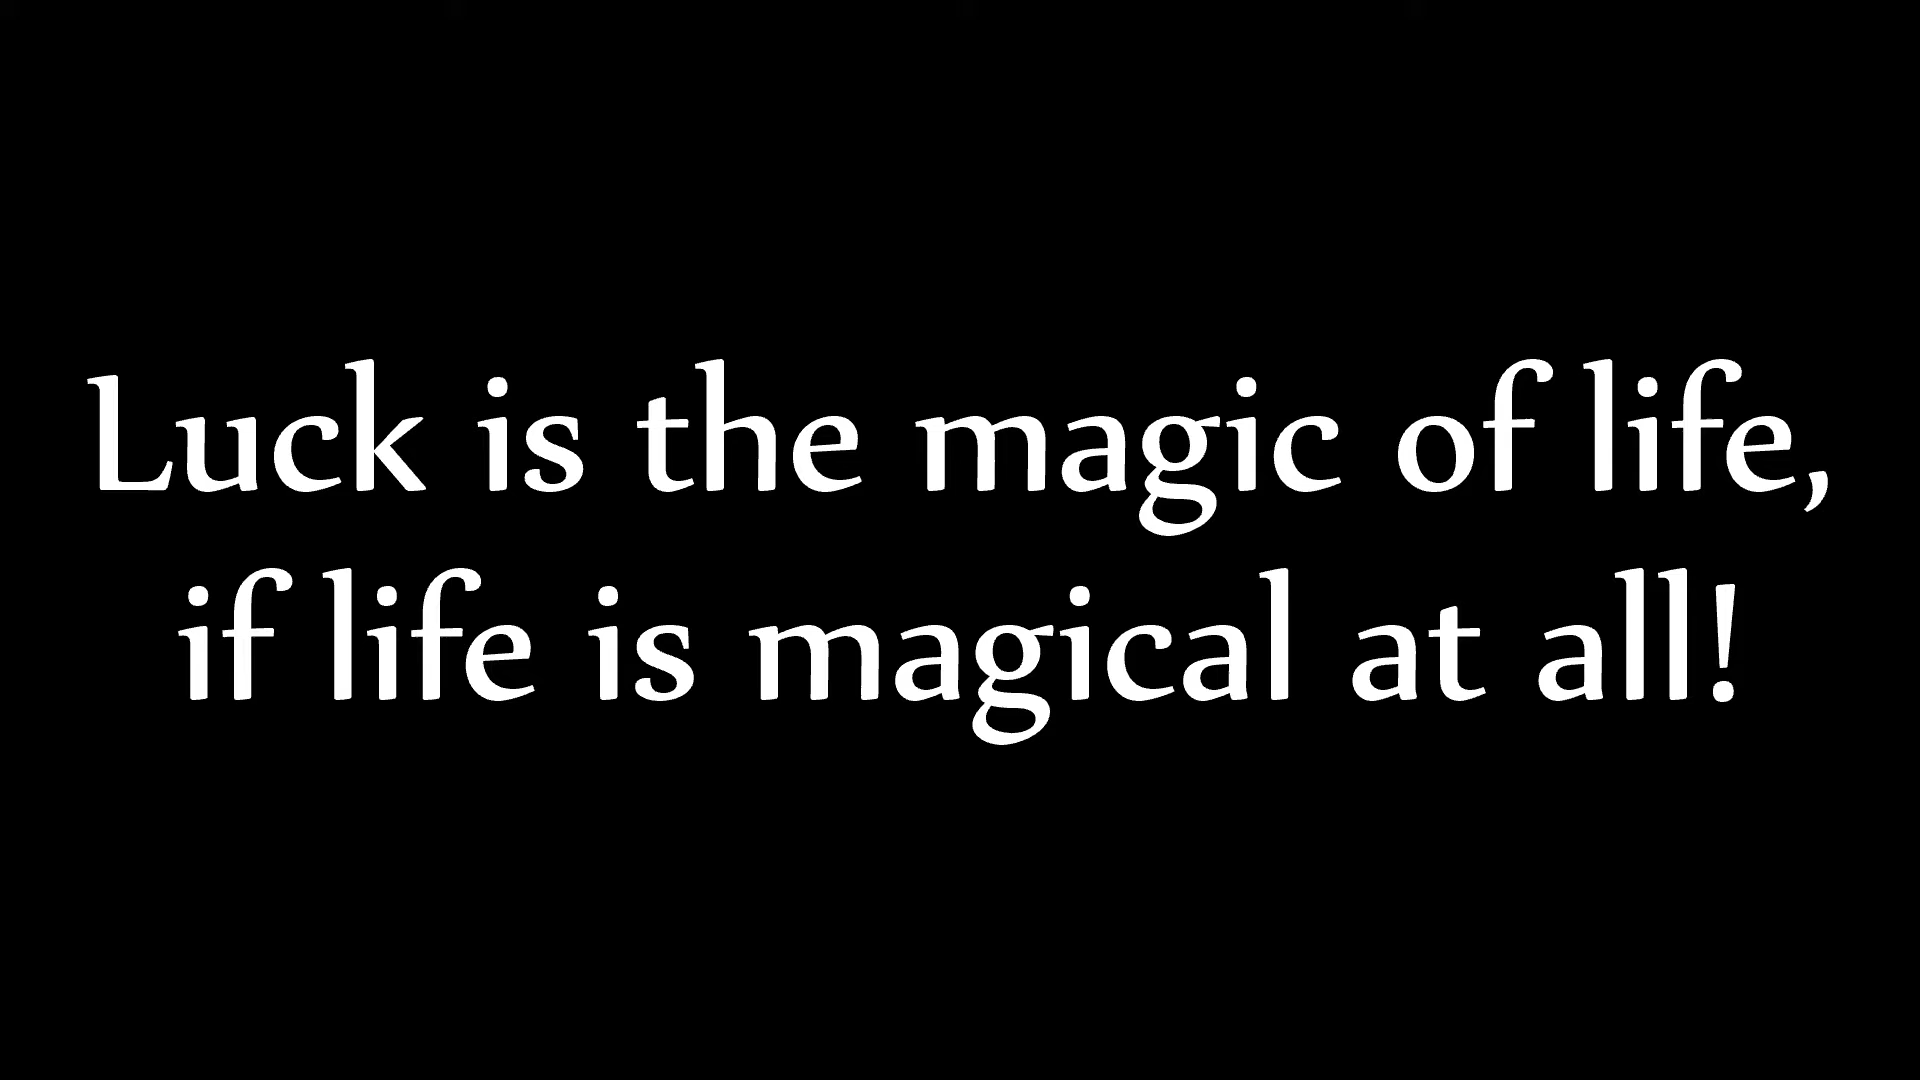 Luck is the magic of life,
if life is magical at all!